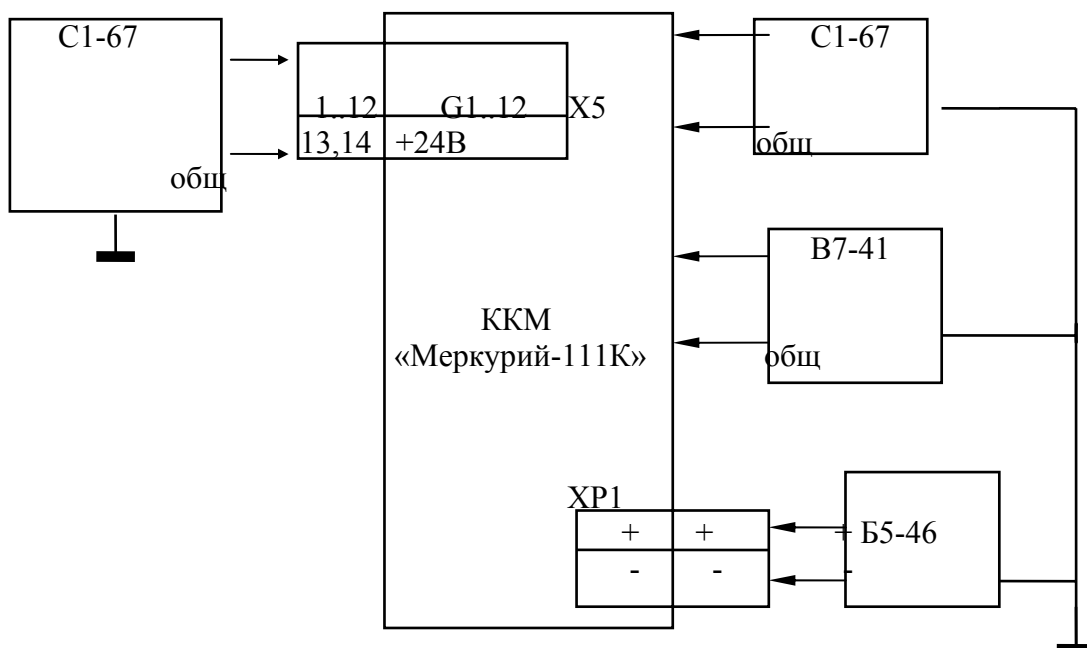 С1-67
С1-67
1..12 G1..12 X5
13,14 +24В
общ
общ
В7-41
ККМ
«Меркурий-111К»
общ
XP1
+ + + Б5-46
- - -